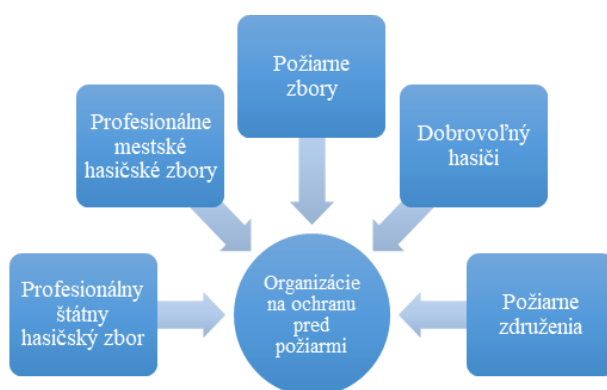 Požiarne
zbory
Profesionálne
mestské
hasičské zbory
Dobrovoľný
hasiči
Profesionálny
štátny
hasičský zbor
Organizácie
na ochranu
pred
požiarmi
Požiarne
združenia